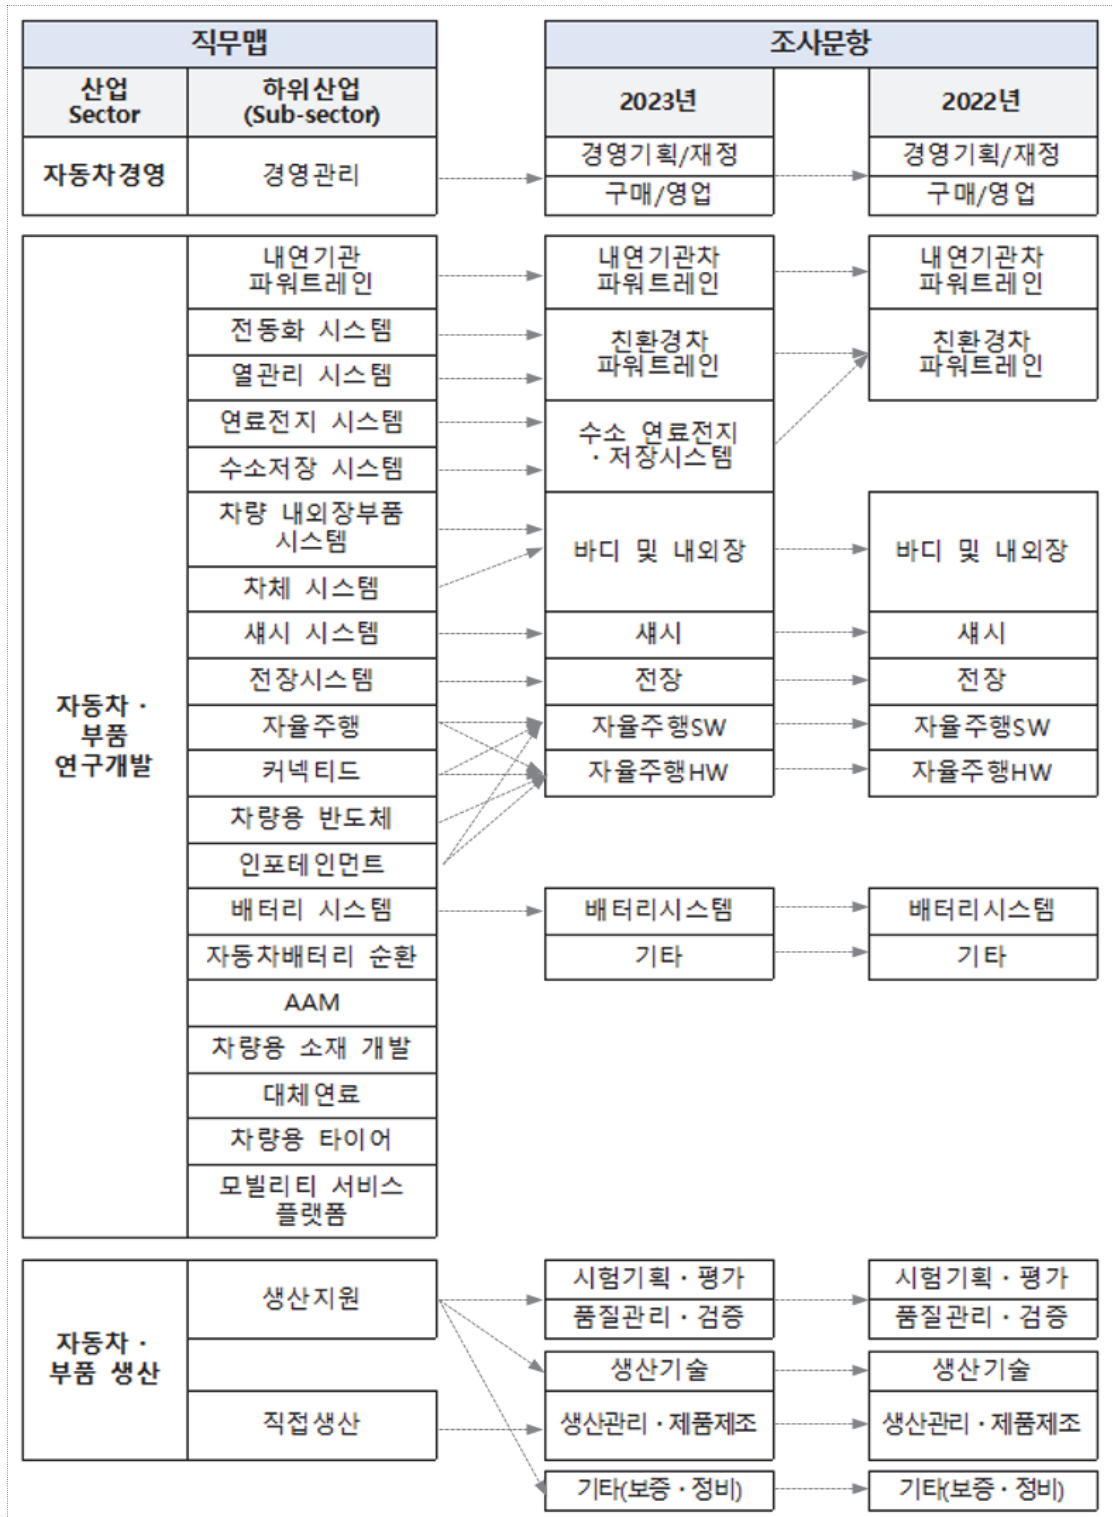 직무맵
조사문항
산업
Sector
하위산업
(Sub-sector)
2023년
2022년
자동차경영
경영관리
경영기획/재정
구매/영업
경영기획/재정
구매/영업
자동차・
부품
연구개발
내연기관
파워트레인
내연기관차
파워트레인
내연기관차
파워트레인
전동화 시스템
열관리 시스템
친환경차
파워트레인
친환경차
파워트레인
연료전지 시스템
수소저장 시스템
수소 연료전지
・저장시스템
차량 내외장부품
시스템
차체 시스템
바디 및 내외장
바디 및 내외장
섀시 시스템
섀시
섀시
전장시스템
전장
전장
자율주행
자율주행SW
자율주행SW
커넥티드
자율주행HW
자율주행HW
차량용 반도체
인포테인먼트
배터리 시스템
배터리시스템
배터리시스템
자동차배터리 순환
기타
기타
AAM
차량용 소재 개발
대체연료
차량용 타이어
모빌리티 서비스
플랫폼
자동차・
부품 생산
생산지원
시험기획・평가
품질관리・검증
시험기획・평가
품질관리・검증
생산기술
생산기술
직접생산
생산관리・제품제조
생산관리・제품제조
기타(보증・정비)
기타(보증・정비)